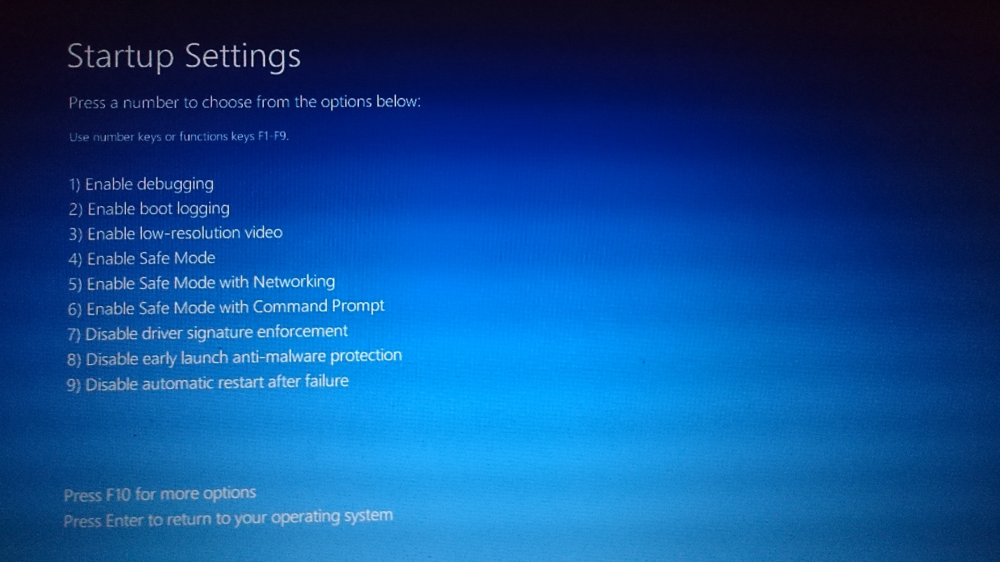 Startup Settings
Press a number to choose from the options below:
Use number keys or functions keys F1-F9.
1) Enable debugging
2) Enable boot logging
3) Enable low-resolution video
4) Enable Safe Mode
5) Enable Safe Mode with Networking
6) Enable Safe Mode with Command Prompt
7) Disable driver signature enforcement
8) Disable early launch anti-malware protection
9) Disable automatic restart after failure
Press F10 for more options
Press Enter to return to your operating system